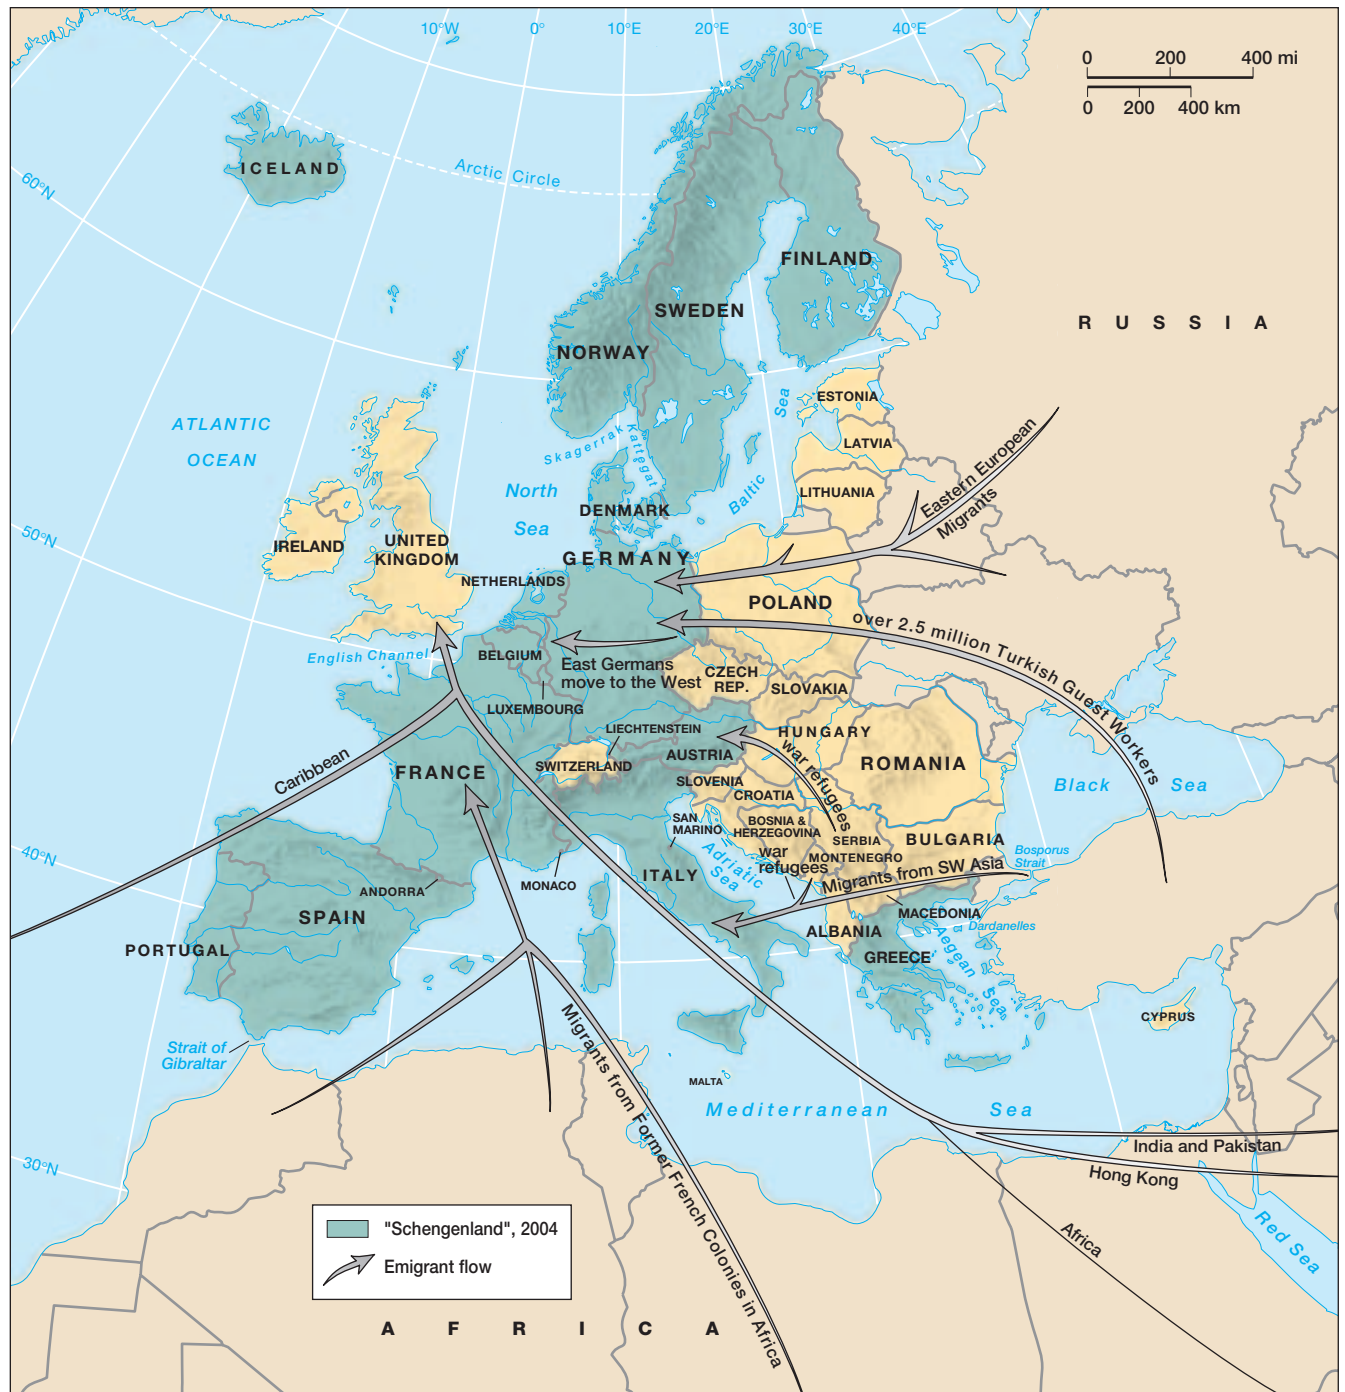 10°W
0°
10°E
20°E
30°E
40°E
0 200 400 mi
0 200 400 km
60°N
50°N
40°N
30°N
Arctic Circle
ICELAND
FINLAND
SWEDEN
NORWAY
RUSSIA
ATLANTIC
OCEAN
ESTONIA
LATVIA
LITHUANIA
Baltic
Sea
Skagerrak
Kattegat
North
Sea
DENMARK
IRELAND
UNITED
KINGDOM
GERMANY
NETHERLANDS
POLAND
Eastern European
Migrants
over 2.5 million Turkish Guest Workers
English Channel
BELGIUM
East Germans
move to the West
CZECH
REP.
SLOVAKIA
LUXEMBOURG
LIECHTENSTEIN
HUNGARY
AUSTRIA
SWITZERLAND
FRANCE
Caribbean
SLOVENIA
CROATIA
war refugees
ROMANIA
Black Sea
SAN
MARINO
BOSNIA &
HERZEGOVINA
SERBIA
MONTENEGRO
BULGARIA
Bosporus
Strait
war
refugees
Adriatic
Sea
Migrants from SW Asia
ANDORRA
MONACO
ITALY
MACEDONIA
Dardanelles
SPAIN
PORTUGAL
ALBANIA
GREECE
Aegean
Sea
CYPRUS
Strait of
Gibraltar
MALTA
Mediterranean Sea
Migrants from Former French Colonies in Africa
India and Pakistan
Hong Kong
Africa
Red Sea
"Schengenland", 2004
Emigrant flow
AFRICA